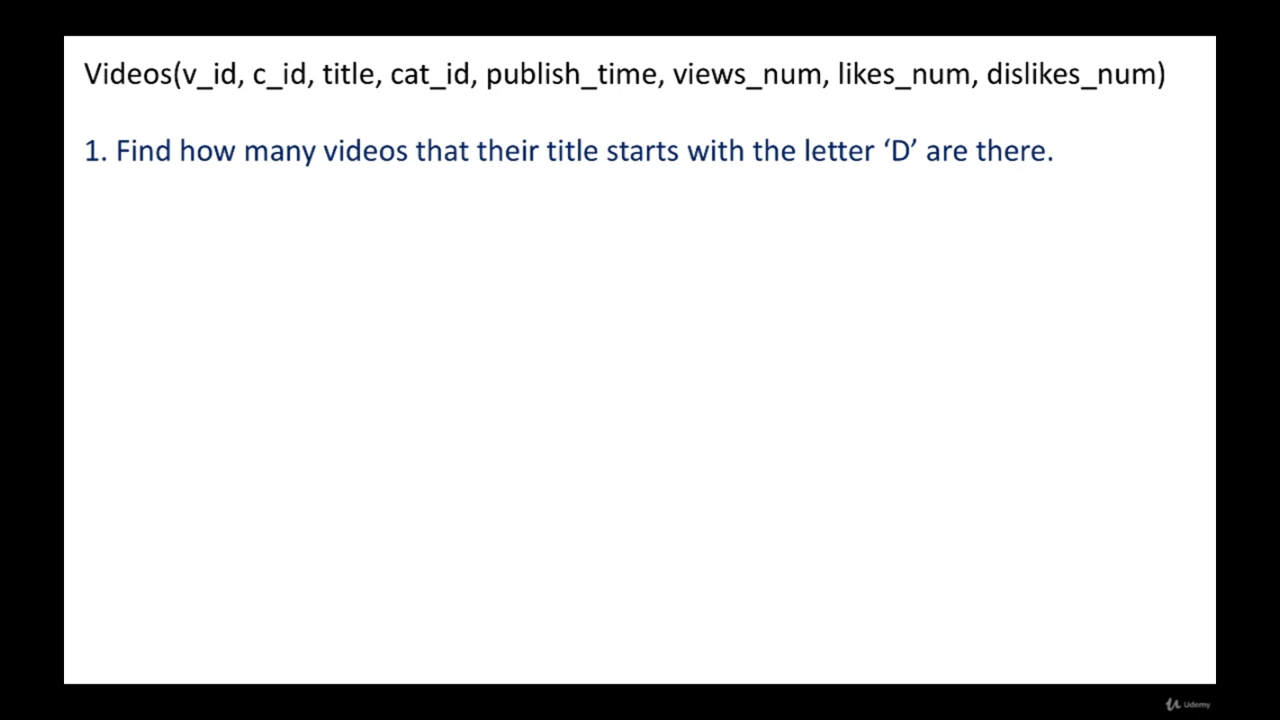 Videos(v_id, c_id, title, cat_id, publish_time, views_num, likes_num, dislikes_num)
1. Find how many videos that their title starts with the letter ‘D’ are there.
Udemy